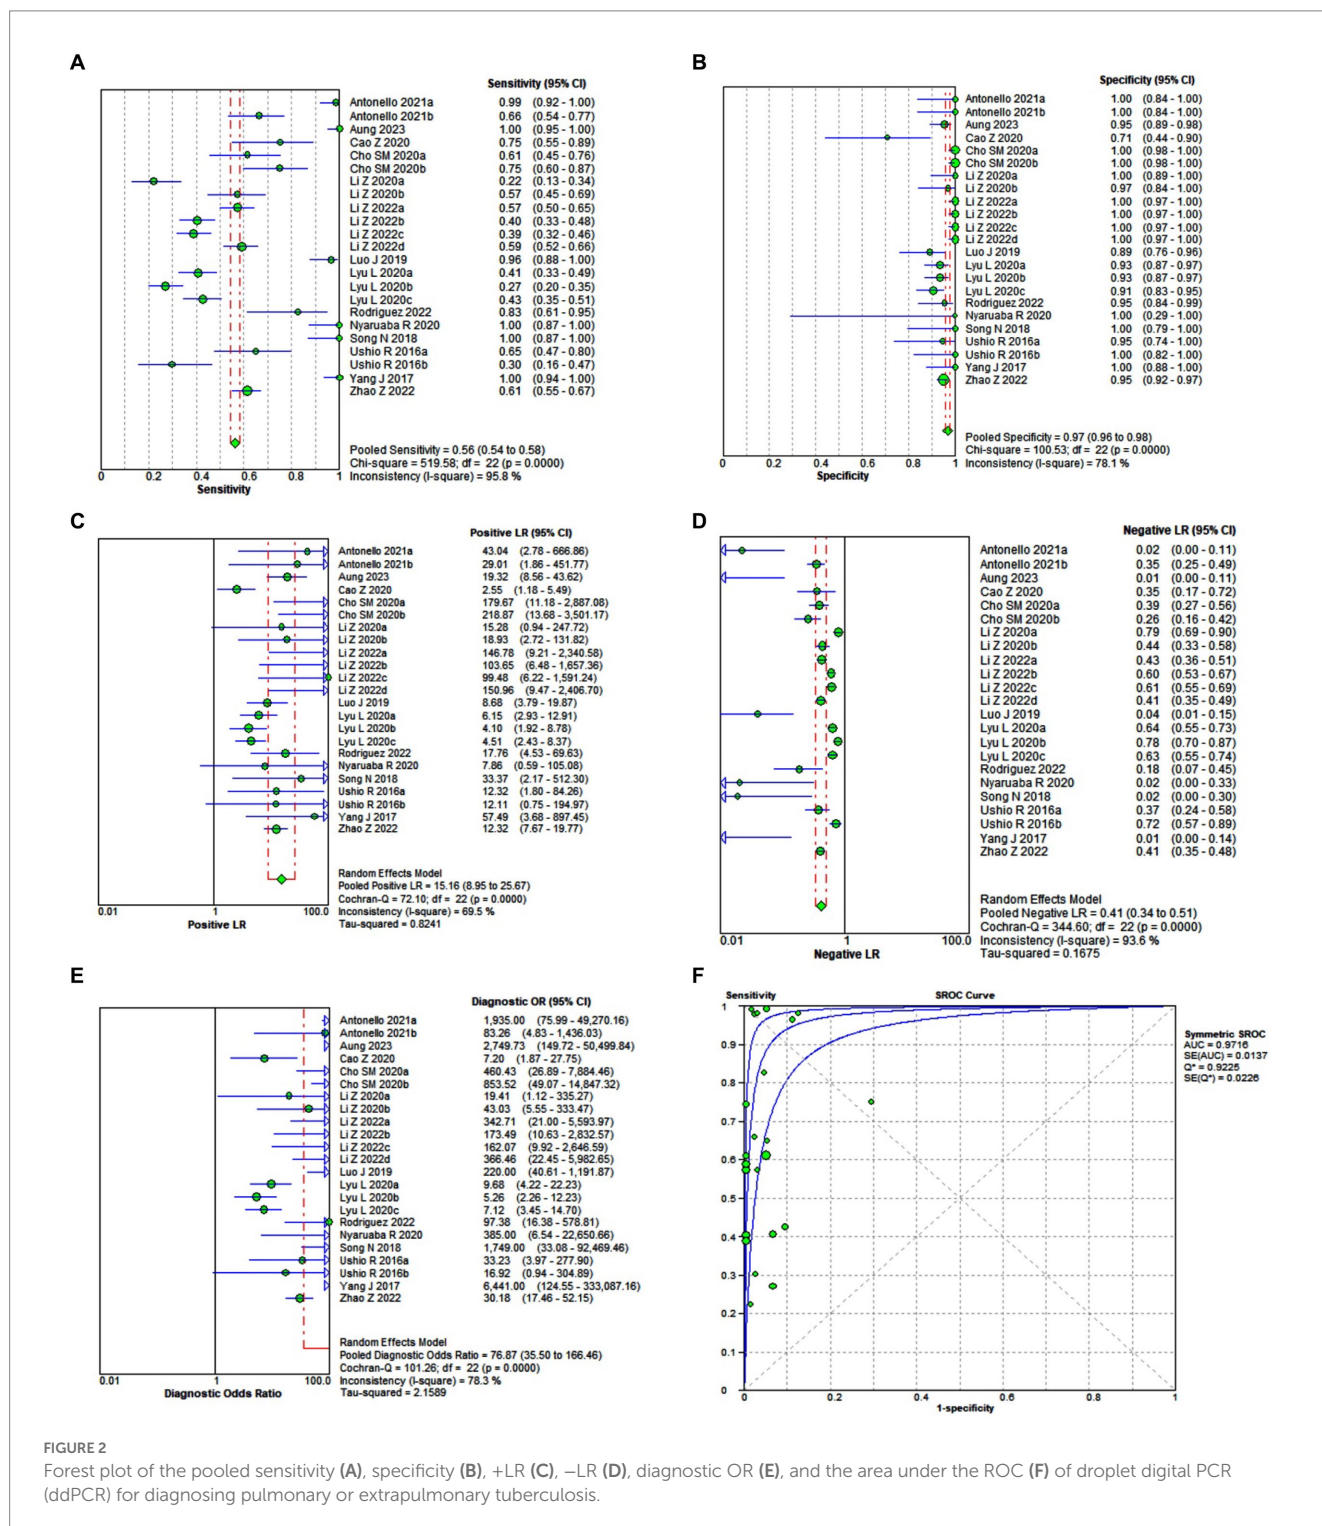 A
Sensitivity (95% CI)
Antonello 2021a 0.99 (0.92 - 1.00)
Antonello 2021b 0.66 (0.54 - 0.77)
Aung 2023 1.00 (0.95 - 1.00)
Cao Z 2020 0.75 (0.55 - 0.89)
Cho SM 2020a 0.61 (0.45 - 0.76)
Cho SM 2020b 0.75 (0.60 - 0.87)
Li Z 2020a 0.22 (0.13 - 0.34)
Li Z 2020b 0.57 (0.45 - 0.69)
Li Z 2022a 0.57 (0.50 - 0.65)
Li Z 2022b 0.40 (0.33 - 0.48)
Li Z 2022c 0.39 (0.32 - 0.46)
Li Z 2022d 0.59 (0.52 - 0.66)
Luo J 2019 0.96 (0.88 - 1.00)
Lyu L 2020a 0.41 (0.33 - 0.49)
Lyu L 2020b 0.27 (0.20 - 0.35)
Lyu L 2020c 0.43 (0.35 - 0.51)
Rodriguez 2022 0.83 (0.61 - 0.95)
Nyaruaba R 2020 1.00 (0.87 - 1.00)
Song N 2018 1.00 (0.87 - 1.00)
Ushio R 2016a 0.65 (0.47 - 0.80)
Ushio R 2016b 0.30 (0.16 - 0.47)
Yang J 2017 1.00 (0.94 - 1.00)
Zhao Z 2022 0.61 (0.55 - 0.67)
Pooled Sensitivity = 0.56 (0.54 to 0.58)
Chi-square = 519.58; df = 22 (p = 0.0000)
Inconsistency (I-square) = 95.8 %
0 0.2 0.4 0.6 0.8 1
Sensitivity
B
Specificity (95% CI)
Antonello 2021a 1.00 (0.84 - 1.00)
Antonello 2021b 1.00 (0.84 - 1.00)
Aung 2023 0.95 (0.89 - 0.98)
Cao Z 2020 0.71 (0.44 - 0.90)
Cho SM 2020a 1.00 (0.98 - 1.00)
Cho SM 2020b 1.00 (0.98 - 1.00)
Li Z 2020a 1.00 (0.89 - 1.00)
Li Z 2020b 0.97 (0.84 - 1.00)
Li Z 2022a 1.00 (0.97 - 1.00)
Li Z 2022b 1.00 (0.97 - 1.00)
Li Z 2022c 1.00 (0.97 - 1.00)
Li Z 2022d 1.00 (0.97 - 1.00)
Luo J 2019 0.89 (0.76 - 0.96)
Lyu L 2020a 0.93 (0.87 - 0.97)
Lyu L 2020b 0.93 (0.87 - 0.97)
Lyu L 2020c 0.91 (0.83 - 0.95)
Rodriguez 2022 0.95 (0.84 - 0.99)
Nyaruaba R 2020 1.00 (0.29 - 1.00)
Song N 2018 1.00 (0.79 - 1.00)
Ushio R 2016a 0.95 (0.74 - 1.00)
Ushio R 2016b 1.00 (0.82 - 1.00)
Yang J 2017 1.00 (0.88 - 1.00)
Zhao Z 2022 0.95 (0.92 - 0.97)
Pooled Specificity = 0.97 (0.96 to 0.98)
Chi-square = 100.53; df = 22 (p = 0.0000)
Inconsistency (I-square) = 78.1 %
0 0.2 0.4 0.6 0.8 1
Specificity
C
Positive LR (95% CI)
Antonello 2021a 43.04 (2.78 - 666.86)
Antonello 2021b 29.01 (1.86 - 451.77)
Aung 2023 19.32 (8.56 - 43.62)
Cao Z 2020 2.55 (1.18 - 5.49)
Cho SM 2020a 179.67 (11.18 - 2,887.08)
Cho SM 2020b 218.87 (13.68 - 3,501.17)
Li Z 2020a 15.28 (0.94 - 247.72)
Li Z 2020b 18.93 (2.72 - 131.82)
Li Z 2022a 146.78 (9.21 - 2,340.58)
Li Z 2022b 103.65 (6.48 - 1,657.36)
Li Z 2022c 99.48 (6.22 - 1,591.24)
Li Z 2022d 150.96 (9.47 - 2,406.70)
Luo J 2019 8.68 (3.79 - 19.87)
Lyu L 2020a 6.15 (2.93 - 12.91)
Lyu L 2020b 4.10 (1.92 - 8.78)
Lyu L 2020c 4.51 (2.43 - 8.37)
Rodriguez 2022 17.76 (4.53 - 69.63)
Nyaruaba R 2020 7.86 (0.59 - 105.08)
Song N 2018 33.37 (2.17 - 512.30)
Ushio R 2016a 12.32 (1.80 - 84.26)
Ushio R 2016b 12.11 (0.75 - 194.97)
Yang J 2017 57.49 (3.68 - 897.45)
Zhao Z 2022 12.32 (7.67 - 19.77)
Random Effects Model
Pooled Positive LR = 15.16 (8.95 to 25.67)
Cochran-Q = 72.10; df = 22 (p = 0.0000)
Inconsistency (I-square) = 69.5 %
Tau-squared = 0.8241
0.01 1 100.0
Positive LR
D
Negative LR (95% CI)
Antonello 2021a 0.02 (0.00 - 0.11)
Antonello 2021b 0.35 (0.25 - 0.49)
Aung 2023 0.01 (0.00 - 0.11)
Cao Z 2020 0.35 (0.17 - 0.72)
Cho SM 2020a 0.39 (0.27 - 0.56)
Cho SM 2020b 0.26 (0.16 - 0.42)
Li Z 2020a 0.79 (0.69 - 0.90)
Li Z 2020b 0.44 (0.33 - 0.58)
Li Z 2022a 0.43 (0.36 - 0.51)
Li Z 2022b 0.60 (0.53 - 0.67)
Li Z 2022c 0.61 (0.55 - 0.69)
Li Z 2022d 0.41 (0.35 - 0.49)
Luo J 2019 0.04 (0.01 - 0.15)
Lyu L 2020a 0.64 (0.55 - 0.73)
Lyu L 2020b 0.78 (0.70 - 0.87)
Lyu L 2020c 0.63 (0.55 - 0.74)
Rodriguez 2022 0.18 (0.07 - 0.45)
Nyaruaba R 2020 0.02 (0.00 - 0.33)
Song N 2018 0.02 (0.00 - 0.30)
Ushio R 2016a 0.37 (0.24 - 0.58)
Ushio R 2016b 0.72 (0.57 - 0.89)
Yang J 2017 0.01 (0.00 - 0.14)
Zhao Z 2022 0.41 (0.35 - 0.48)
Random Effects Model
Pooled Negative LR = 0.41 (0.34 to 0.51)
Cochran-Q = 344.60; df = 22 (p = 0.0000)
Inconsistency (I-square) = 93.6 %
Tau-squared = 0.1675
0.01 1 100.0
Negative LR
E
Diagnostic OR (95% CI)
Antonello 2021a 1,935.00 (75.99 - 49,270.16)
Antonello 2021b 83.26 (4.83 - 1,436.03)
Aung 2023 2,749.73 (149.72 - 50,499.84)
Cao Z 2020 7.20 (1.87 - 27.75)
Cho SM 2020a 460.43 (26.89 - 7,884.46)
Cho SM 2020b 853.52 (49.07 - 14,847.32)
Li Z 2020a 19.41 (1.12 - 335.27)
Li Z 2020b 43.03 (5.55 - 333.47)
Li Z 2022a 342.71 (21.00 - 5,593.97)
Li Z 2022b 173.49 (10.63 - 2,832.57)
Li Z 2022c 162.07 (9.92 - 2,646.59)
Li Z 2022d 366.46 (22.45 - 5,982.65)
Luo J 2019 220.00 (40.61 - 1,191.87)
Lyu L 2020a 9.68 (4.22 - 22.23)
Lyu L 2020b 5.26 (2.26 - 12.23)
Lyu L 2020c 7.12 (3.45 - 14.70)
Rodriguez 2022 97.38 (16.38 - 578.81)
Nyaruaba R 2020 385.00 (6.54 - 22,650.66)
Song N 2018 1,749.00 (33.08 - 92,469.46)
Ushio R 2016a 33.23 (3.97 - 277.90)
Ushio R 2016b 16.92 (0.94 - 304.89)
Yang J 2017 6,441.00 (124.55 - 333,087.16)
Zhao Z 2022 30.18 (17.46 - 52.15)
Random Effects Model
Pooled Diagnostic Odds Ratio = 76.87 (35.50 to 166.46)
Cochran-Q = 101.26; df = 22 (p = 0.0000)
Inconsistency (I-square) = 78.3 %
Tau-squared = 2.1589
0.01 1 100.0
Diagnostic Odds Ratio
F
Sensitivity SROC Curve
1
0.9
0.8
0.7
0.6
0.5
0.4
0.3
0.2
0.1
0
0 0.2 0.4 0.6 0.8 1
1-specificity
Symmetric SROC
AUC = 0.9716
SE(AUC) = 0.0137
Q* = 0.9225
SE(Q*) = 0.0226
FIGURE 2
Forest plot of the pooled sensitivity (A), specificity (B), +LR (C), −LR (D), diagnostic OR (E), and the area under the ROC (F) of droplet digital PCR
(ddPCR) for diagnosing pulmonary or extrapulmonary tuberculosis.